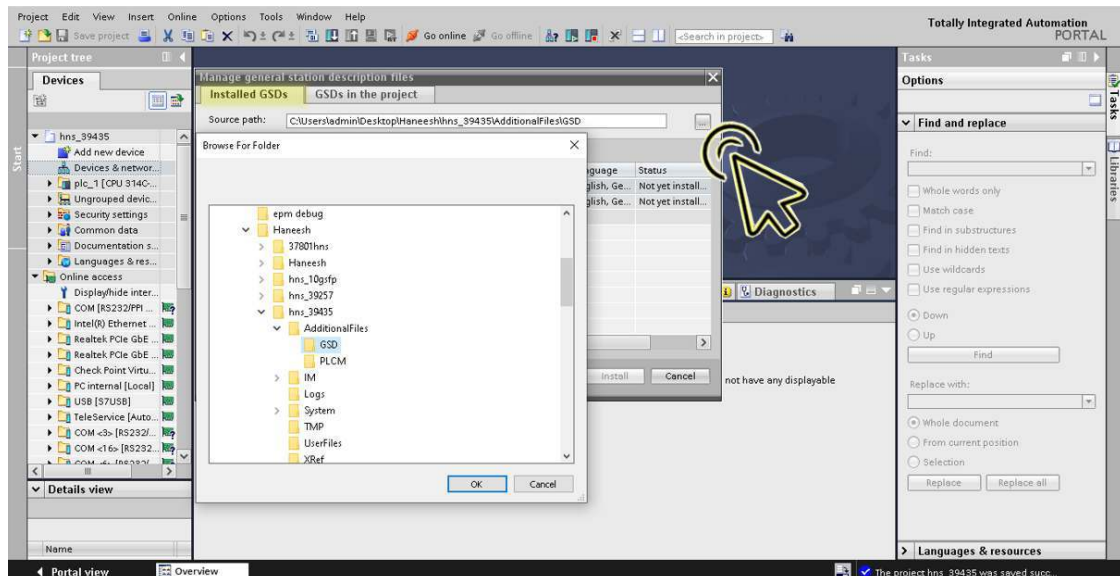 Project Edit View Insert Online Options Tools Window Help
Totally Integrated Automation
PORTAL
Save project Go online Go offline <Search in project>
Project tree
Devices
hns_39435
Add new device
Devices & networ...
plc_1 [CPU 314C-...
Ungrouped devic...
Security settings
Common data
Documentation s...
Languages & res...
Online access
Display/hide inter...
COM [RS232/PPI ...
Intel(R) Ethernet ...
Realtek PCIe GbE ...
Realtek PCIe GbE ...
Check Point Virtu...
PC internal [Local]
USB [S7USB]
TeleService [Auto...
COM <3> [RS232/...
COM <16> [RS232...
Details view
Name
Start
Manage general station description files
Installed GSDs GSDs in the project
Source path: C:\Users\admin\Desktop\Haneesh\hns_39435\AdditionalFiles\GSD
...
Browse For Folder
epm debug
Haneesh
37801hns
Haneesh
hns_10gsfp
hns_39257
hns_39435
AdditionalFiles
GSD
PLCM
IM
Logs
System
TMP
UserFiles
XRef
OK Cancel
nguage Status
glish, Ge... Not yet install...
glish, Ge... Not yet install...
Install Cancel
Diagnostics
not have any displayable
Tasks
Options
Find and replace
Find:
Whole words only
Match case
Find in substructures
Find in hidden texts
Use wildcards
Use regular expressions
Down
Up
Find
Replace with:
Whole document
From current position
Selection
Replace Replace all
Languages & resources
Tasks
Libraries
Portal view Overview
The project hns_39435 was saved succ...